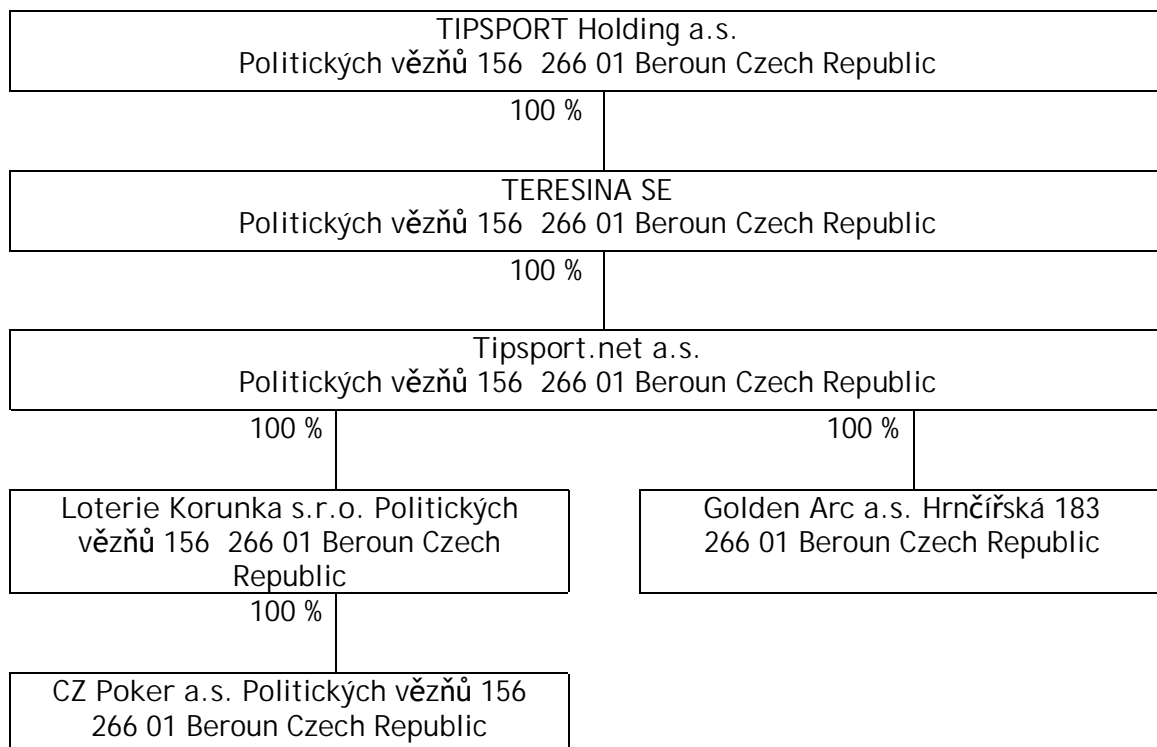 TIPSPORT Holding a.s.
Politických vězňů 156  266 01 Beroun Czech Republic
100 %
TERESINA SE
Politických vězňů 156  266 01 Beroun Czech Republic
100 %
Tipsport.net a.s.
Politických vězňů 156  266 01 Beroun Czech Republic
100 %
100 %
Loterie Korunka s.r.o. Politických
vězňů 156  266 01 Beroun Czech
Republic
Golden Arc a.s. Hrnčířská 183
266 01 Beroun Czech Republic
100 %
CZ Poker a.s. Politických vězňů 156
266 01 Beroun Czech Republic